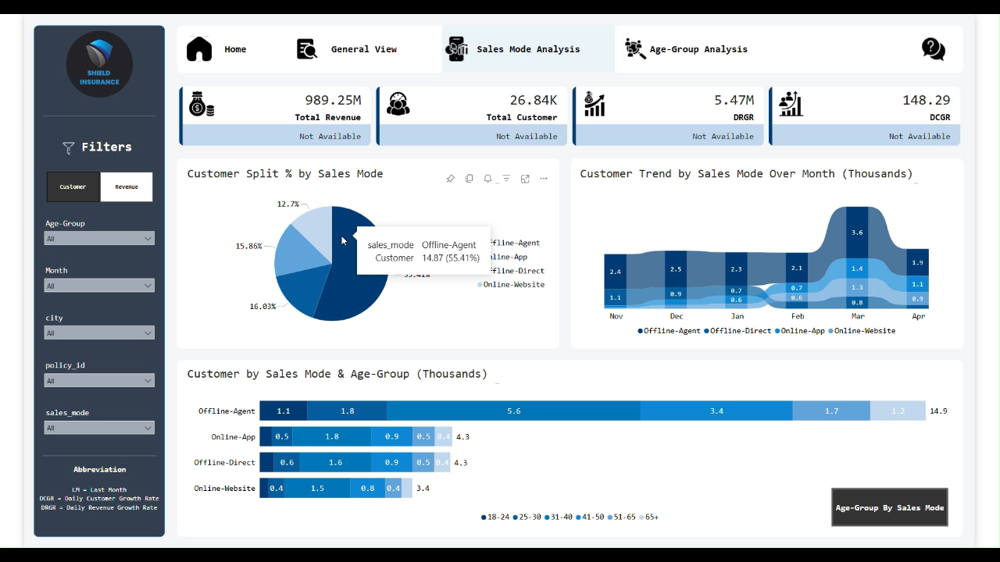 SHIELD
INSURANCE
Filters
Customer
Revenue
Age-Group
All
Month
All
city
All
policy_id
All
sales_mode
All
Abbreviation
LM = Last Month
DCGR = Daily Customer Growth Rate
DRGR = Daily Revenue Growth Rate
Home
General View
Sales Mode Analysis
Age-Group Analysis
989.25M
Total Revenue
Not Available
26.84K
Total Customer
Not Available
5.47M
DRGR
Not Available
148.29
DCGR
Not Available
Customer Split % by Sales Mode
12.7%
15.86%
16.03%
sales_mode Offline-Agent
Customer 14.87 (55.41%)
Online-Website
Customer Trend by Sales Mode Over Month (Thousands)
3.6
2.4
2.5
2.3
2.1
1.4
1.9
1.1
0.9
0.7
0.6
0.7
0.6
1.3
0.8
1.1
0.9
Nov
Dec
Jan
Feb
Mar
Apr
Offline-Agent
Offline-Direct
Online-App
Online-Website
Customer by Sales Mode & Age-Group (Thousands)
Offline-Agent 1.1 1.8 5.6 3.4 1.7 1.2 14.9
Online-App 0.5 1.8 0.9 0.5 0.4 4.3
Offline-Direct 0.6 1.6 0.9 0.5 0.4 4.3
Online-Website 0.4 1.5 0.8 0.4 3.4
18-24 25-30 31-40 41-50 51-65 65+
Age-Group By Sales Mode